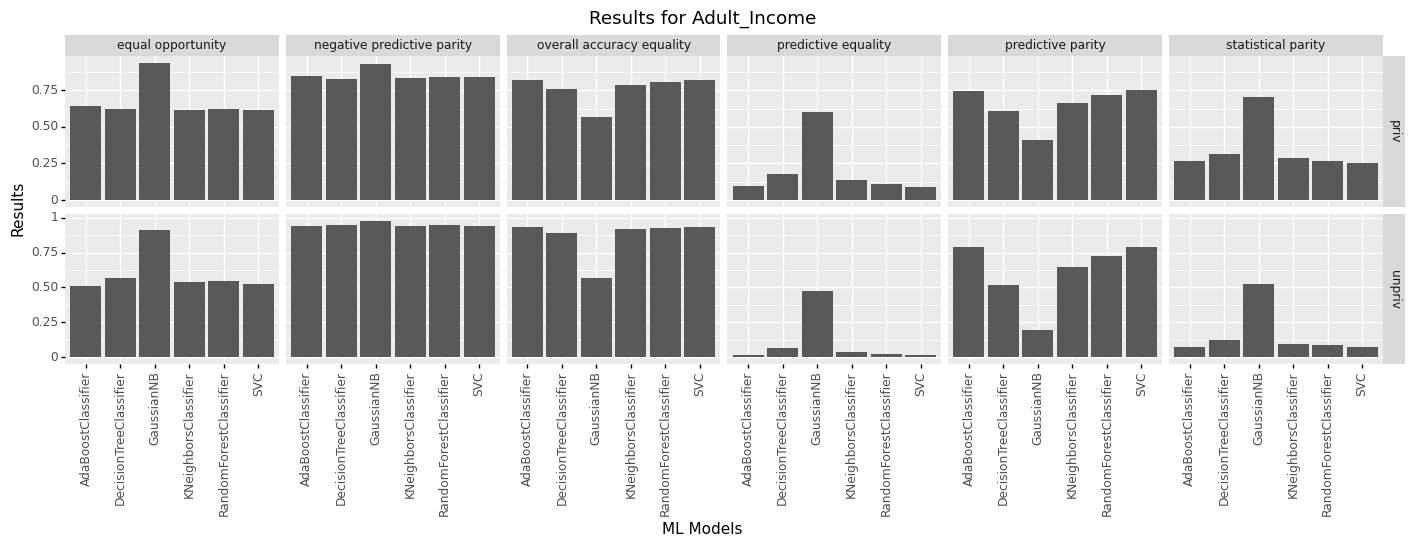 Results for Adult_Income
equal opportunity
negative predictive parity
overall accuracy equality
predictive equality
predictive parity
statistical parity
0.75
0.50
0.25
0
priv
Results
1
0.75
0.50
0.25
0
unpriv
AdaBoostClassifier
DecisionTreeClassifier
GaussianNB
KNeighborsClassifier
RandomForestClassifier
SVC
AdaBoostClassifier
DecisionTreeClassifier
GaussianNB
KNeighborsClassifier
RandomForestClassifier
SVC
AdaBoostClassifier
DecisionTreeClassifier
GaussianNB
KNeighborsClassifier
RandomForestClassifier
SVC
AdaBoostClassifier
DecisionTreeClassifier
GaussianNB
KNeighborsClassifier
RandomForestClassifier
SVC
AdaBoostClassifier
DecisionTreeClassifier
GaussianNB
KNeighborsClassifier
RandomForestClassifier
SVC
AdaBoostClassifier
DecisionTreeClassifier
GaussianNB
KNeighborsClassifier
RandomForestClassifier
SVC
ML Models